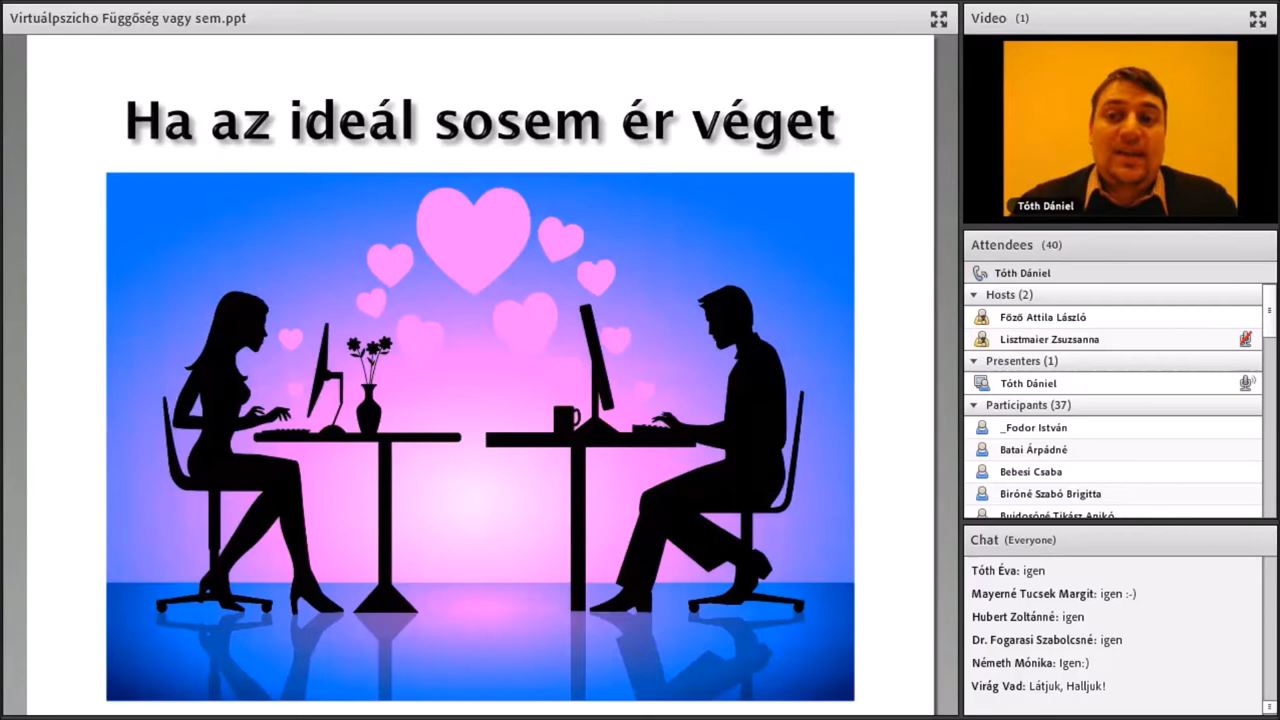 Virtuálpszicho Függőség vagy sem.ppt
Ha az ideál sosem ér véget
Video (1)
Tóth Dániel
Attendees (40)
Tóth Dániel
Hosts (2)
Főző Attila László
Lisztmaier Zsuzsanna
Presenters (1)
Tóth Dániel
Participants (37)
_Fodor István
Batai Árpádné
Bebesi Csaba
Biróné Szabó Brigitta
Bujdosóné Tikász Anikó
Chat (Everyone)
Tóth Éva: igen
Mayerné Tucsek Margit: igen :-)
Hubert Zoltánné: igen
Dr. Fogarasi Szabolcsné: igen
Németh Mónika: Igen:)
Virág Vad: Látjuk, Halljuk!